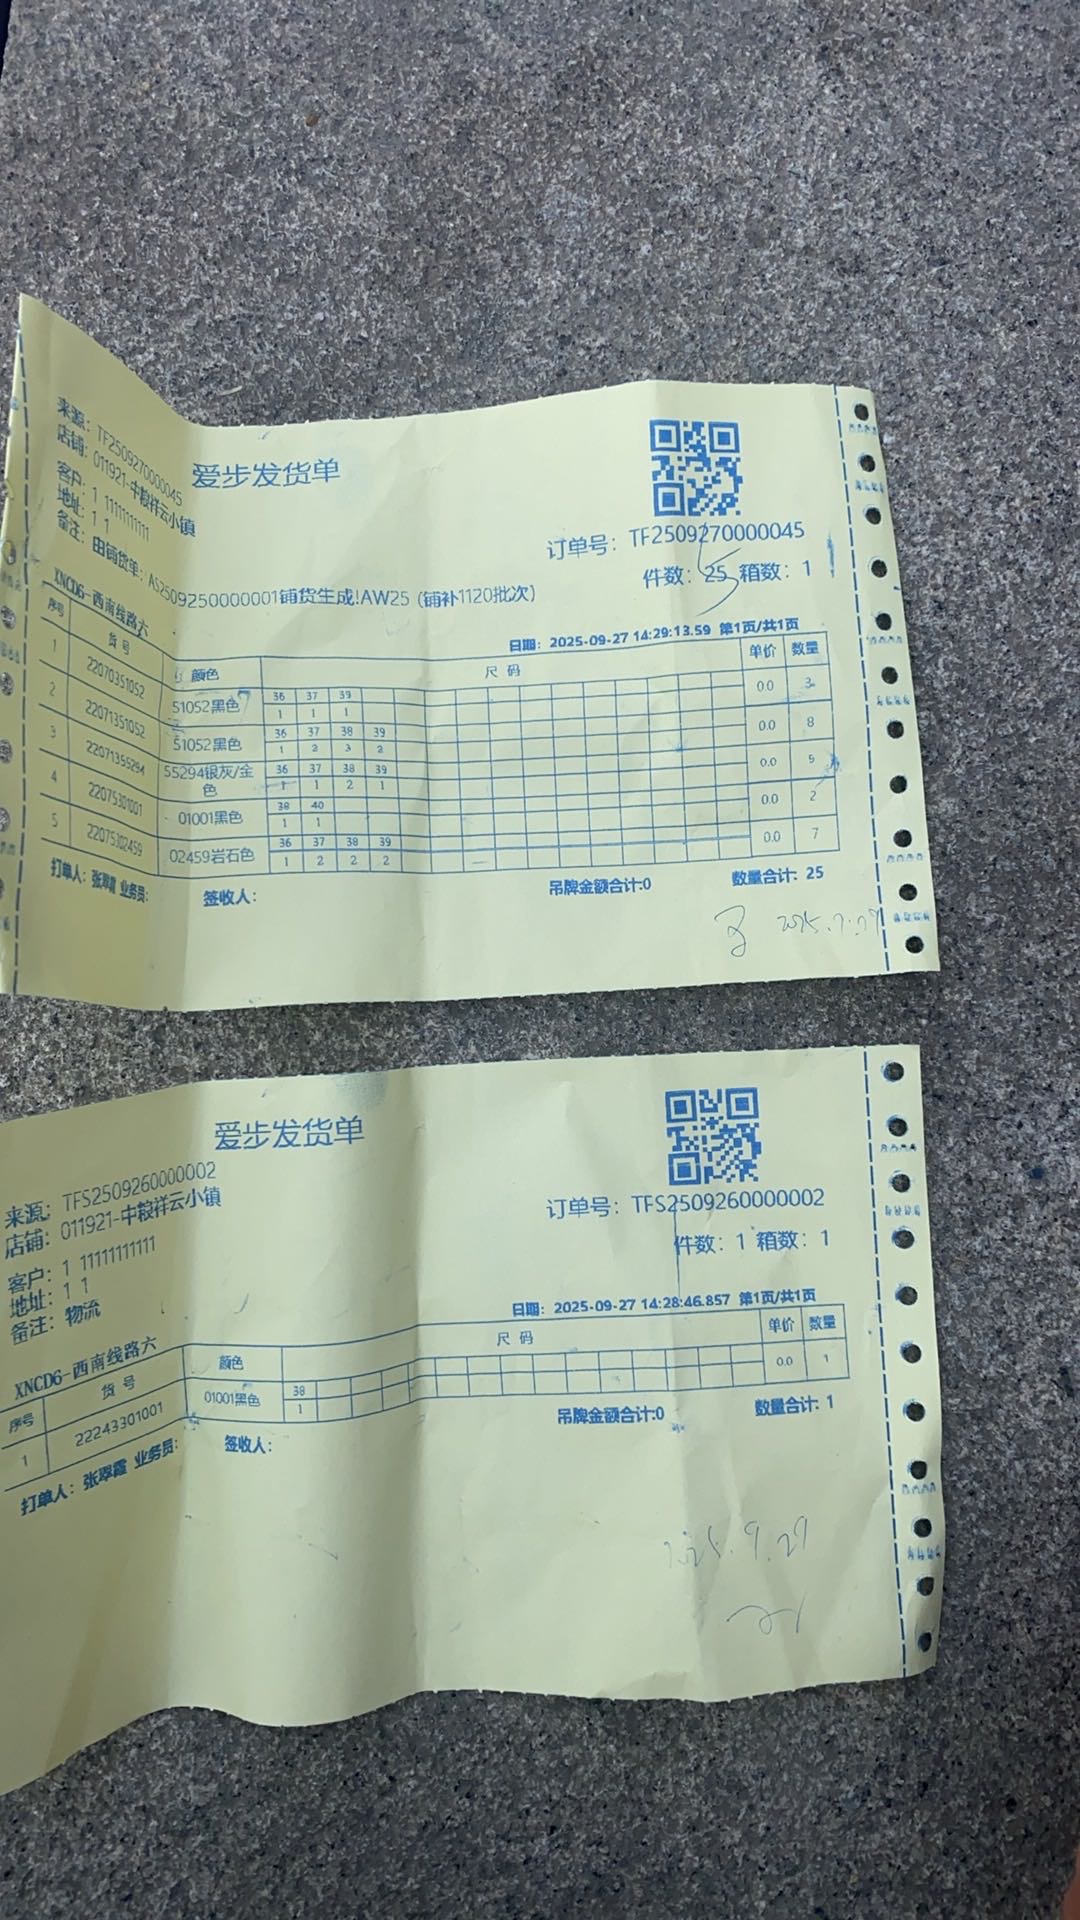 爱步发货单
来源: TF2509270000045
店铺: 011921-中粮祥云小镇
客户: 1 11111111111
地址: 1 1
备注: 由铺货单: AS2509250000001铺货生成!AW25 (铺补1120批次)
订单号: TF2509270000045
件数: 25 箱数: 1
XNCD6-西南线路六
日期: 2025-09-27 14:29:13.59 第1页/共1页
序号 货号 颜色 尺码 单价 数量
1 22070351052 51052黑色 36 37 39 0.0 3
1 1 1
2 22071351052 51052黑色 36 37 38 39 0.0 8
1 2 3 2
3 22071355294 55294银灰/金色 36 37 38 39 0.0 5
1 1 2 1
4 22075301001 01001黑色 38 40 0.0 2
1 1
5 22075302459 02459岩石色 36 37 38 39 0.0 7
1 2 2 2
打单人: 张翠霞 业务员: 签收人: 吊牌金额合计:0 数量合计: 25
爱步发货单
来源: TFS2509260000002
店铺: 011921-中粮祥云小镇
客户: 1 11111111111
地址: 1 1
备注: 物流
订单号: TFS2509260000002
件数: 1 箱数: 1
XNCD6-西南线路六
日期: 2025-09-27 14:28:46.857 第1页/共1页
序号 货号 颜色 尺码 单价 数量
1 22243301001 01001黑色 38 0.0 1
1
打单人: 张翠霞 业务员: 签收人: 吊牌金额合计:0 数量合计: 1
2025.9.29